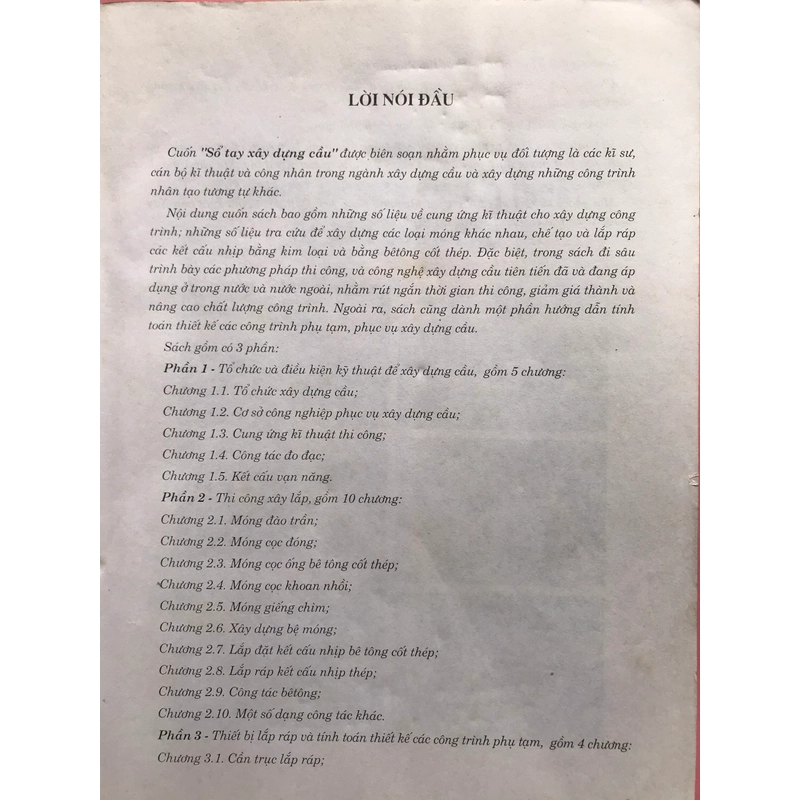 LỜI NÓI ĐẦU
Cuốn "Sổ tay xây dựng cầu" được biên soạn nhằm phục vụ đối tượng là các kĩ sư,
cán bộ kĩ thuật và công nhân trong ngành xây dựng cầu và xây dựng những công trình
nhân tạo tương tự khác.
Nội dung cuốn sách bao gồm những số liệu về cung ứng kĩ thuật cho xây dựng công
trình; những số liệu tra cứu để xây dựng các loại móng khác nhau, chế tạo và lắp ráp
các kết cấu nhịp bằng kim loại và bằng bêtông cốt thép. Đặc biệt, trong sách đi sâu
trình bày các phương pháp thi công, và công nghệ xây dựng cầu tiên tiến đã và đang áp
dụng ở trong nước và nước ngoài, nhằm rút ngắn thời gian thi công, giảm giá thành và
nâng cao chất lượng công trình. Ngoài ra, sách cũng dành một phần hướng dẫn tính
toán thiết kế các công trình phụ tạm, phục vụ xây dựng cầu.
Sách gồm có 3 phần:
Phần 1 - Tổ chức và điều kiện kỹ thuật để xây dựng cầu, gồm 5 chương:
Chương 1.1. Tổ chức xây dựng cầu;
Chương 1.2. Cơ sở công nghiệp phục vụ xây dựng cầu;
Chương 1.3. Cung ứng kĩ thuật thi công;
Chương 1.4. Công tác đo đạc;
Chương 1.5. Kết cấu vạn năng.
Phần 2 - Thi công xây lắp, gồm 10 chương:
Chương 2.1. Móng đào trần;
Chương 2.2. Móng cọc đóng;
Chương 2.3. Móng cọc ống bê tông cốt thép;
Chương 2.4. Móng cọc khoan nhồi;
Chương 2.5. Móng giếng chìm;
Chương 2.6. Xây dựng bệ móng;
Chương 2.7. Lắp đặt kết cấu nhịp bê tông cốt thép;
Chương 2.8. Lắp ráp kết cấu nhịp thép;
Chương 2.9. Công tác bêtông;
Chương 2.10. Một số dạng công tác khác.
Phần 3 - Thiết bị lắp ráp và tính toán thiết kế các công trình phụ tạm, gồm 4 chương:
Chương 3.1. Cần trục lắp ráp;